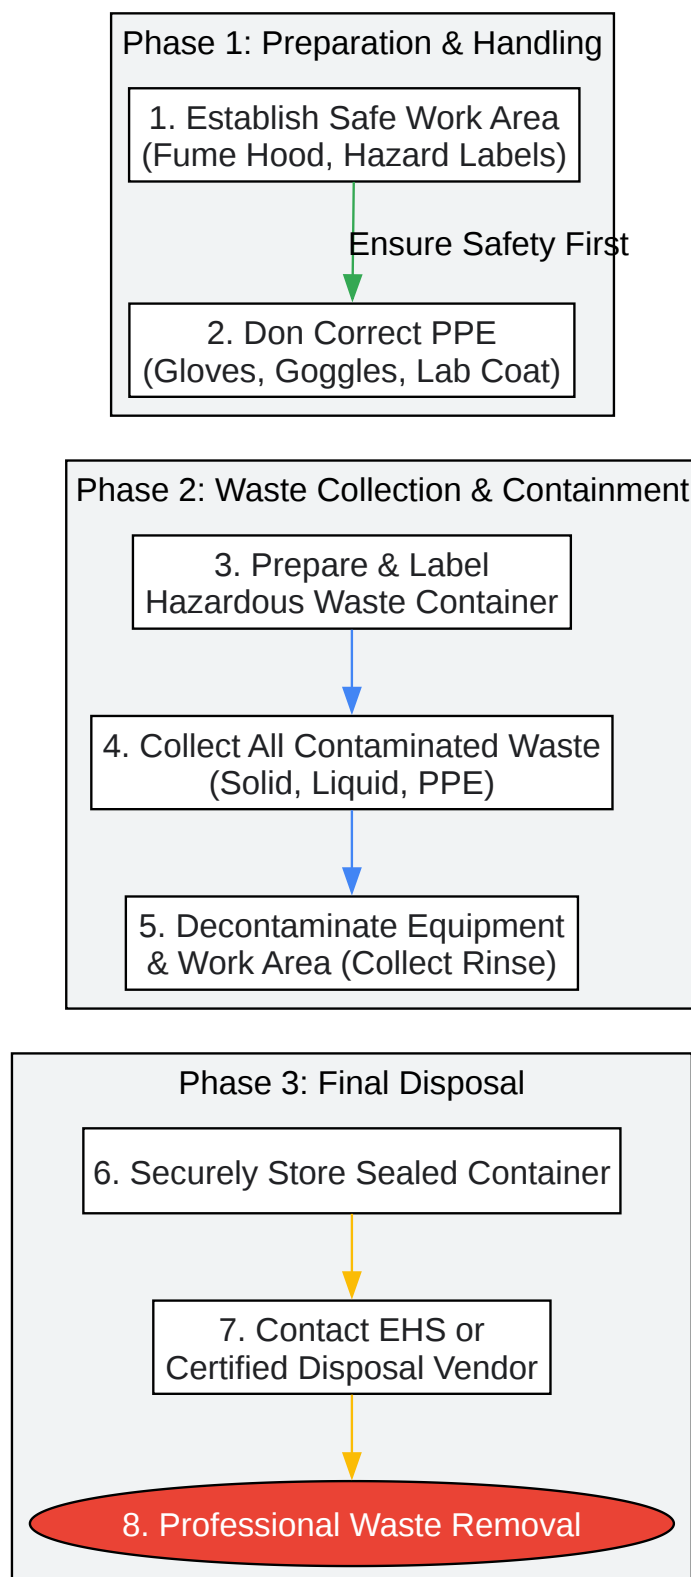 Phase 1: Preparation & Handling
1. Establish Safe Work Area
(Fume Hood, Hazard Labels)
Ensure Safety First
2. Don Correct PPE
(Gloves, Goggles, Lab Coat)
Phase 2: Waste Collection & Containment
3. Prepare & Label
Hazardous Waste Container
4. Collect All Contaminated Waste
(Solid, Liquid, PPE)
5. Decontaminate Equipment
& Work Area (Collect Rinse)
Phase 3: Final Disposal
6. Securely Store Sealed Container
7. Contact EHS or
Certified Disposal Vendor
8. Professional Waste Removal